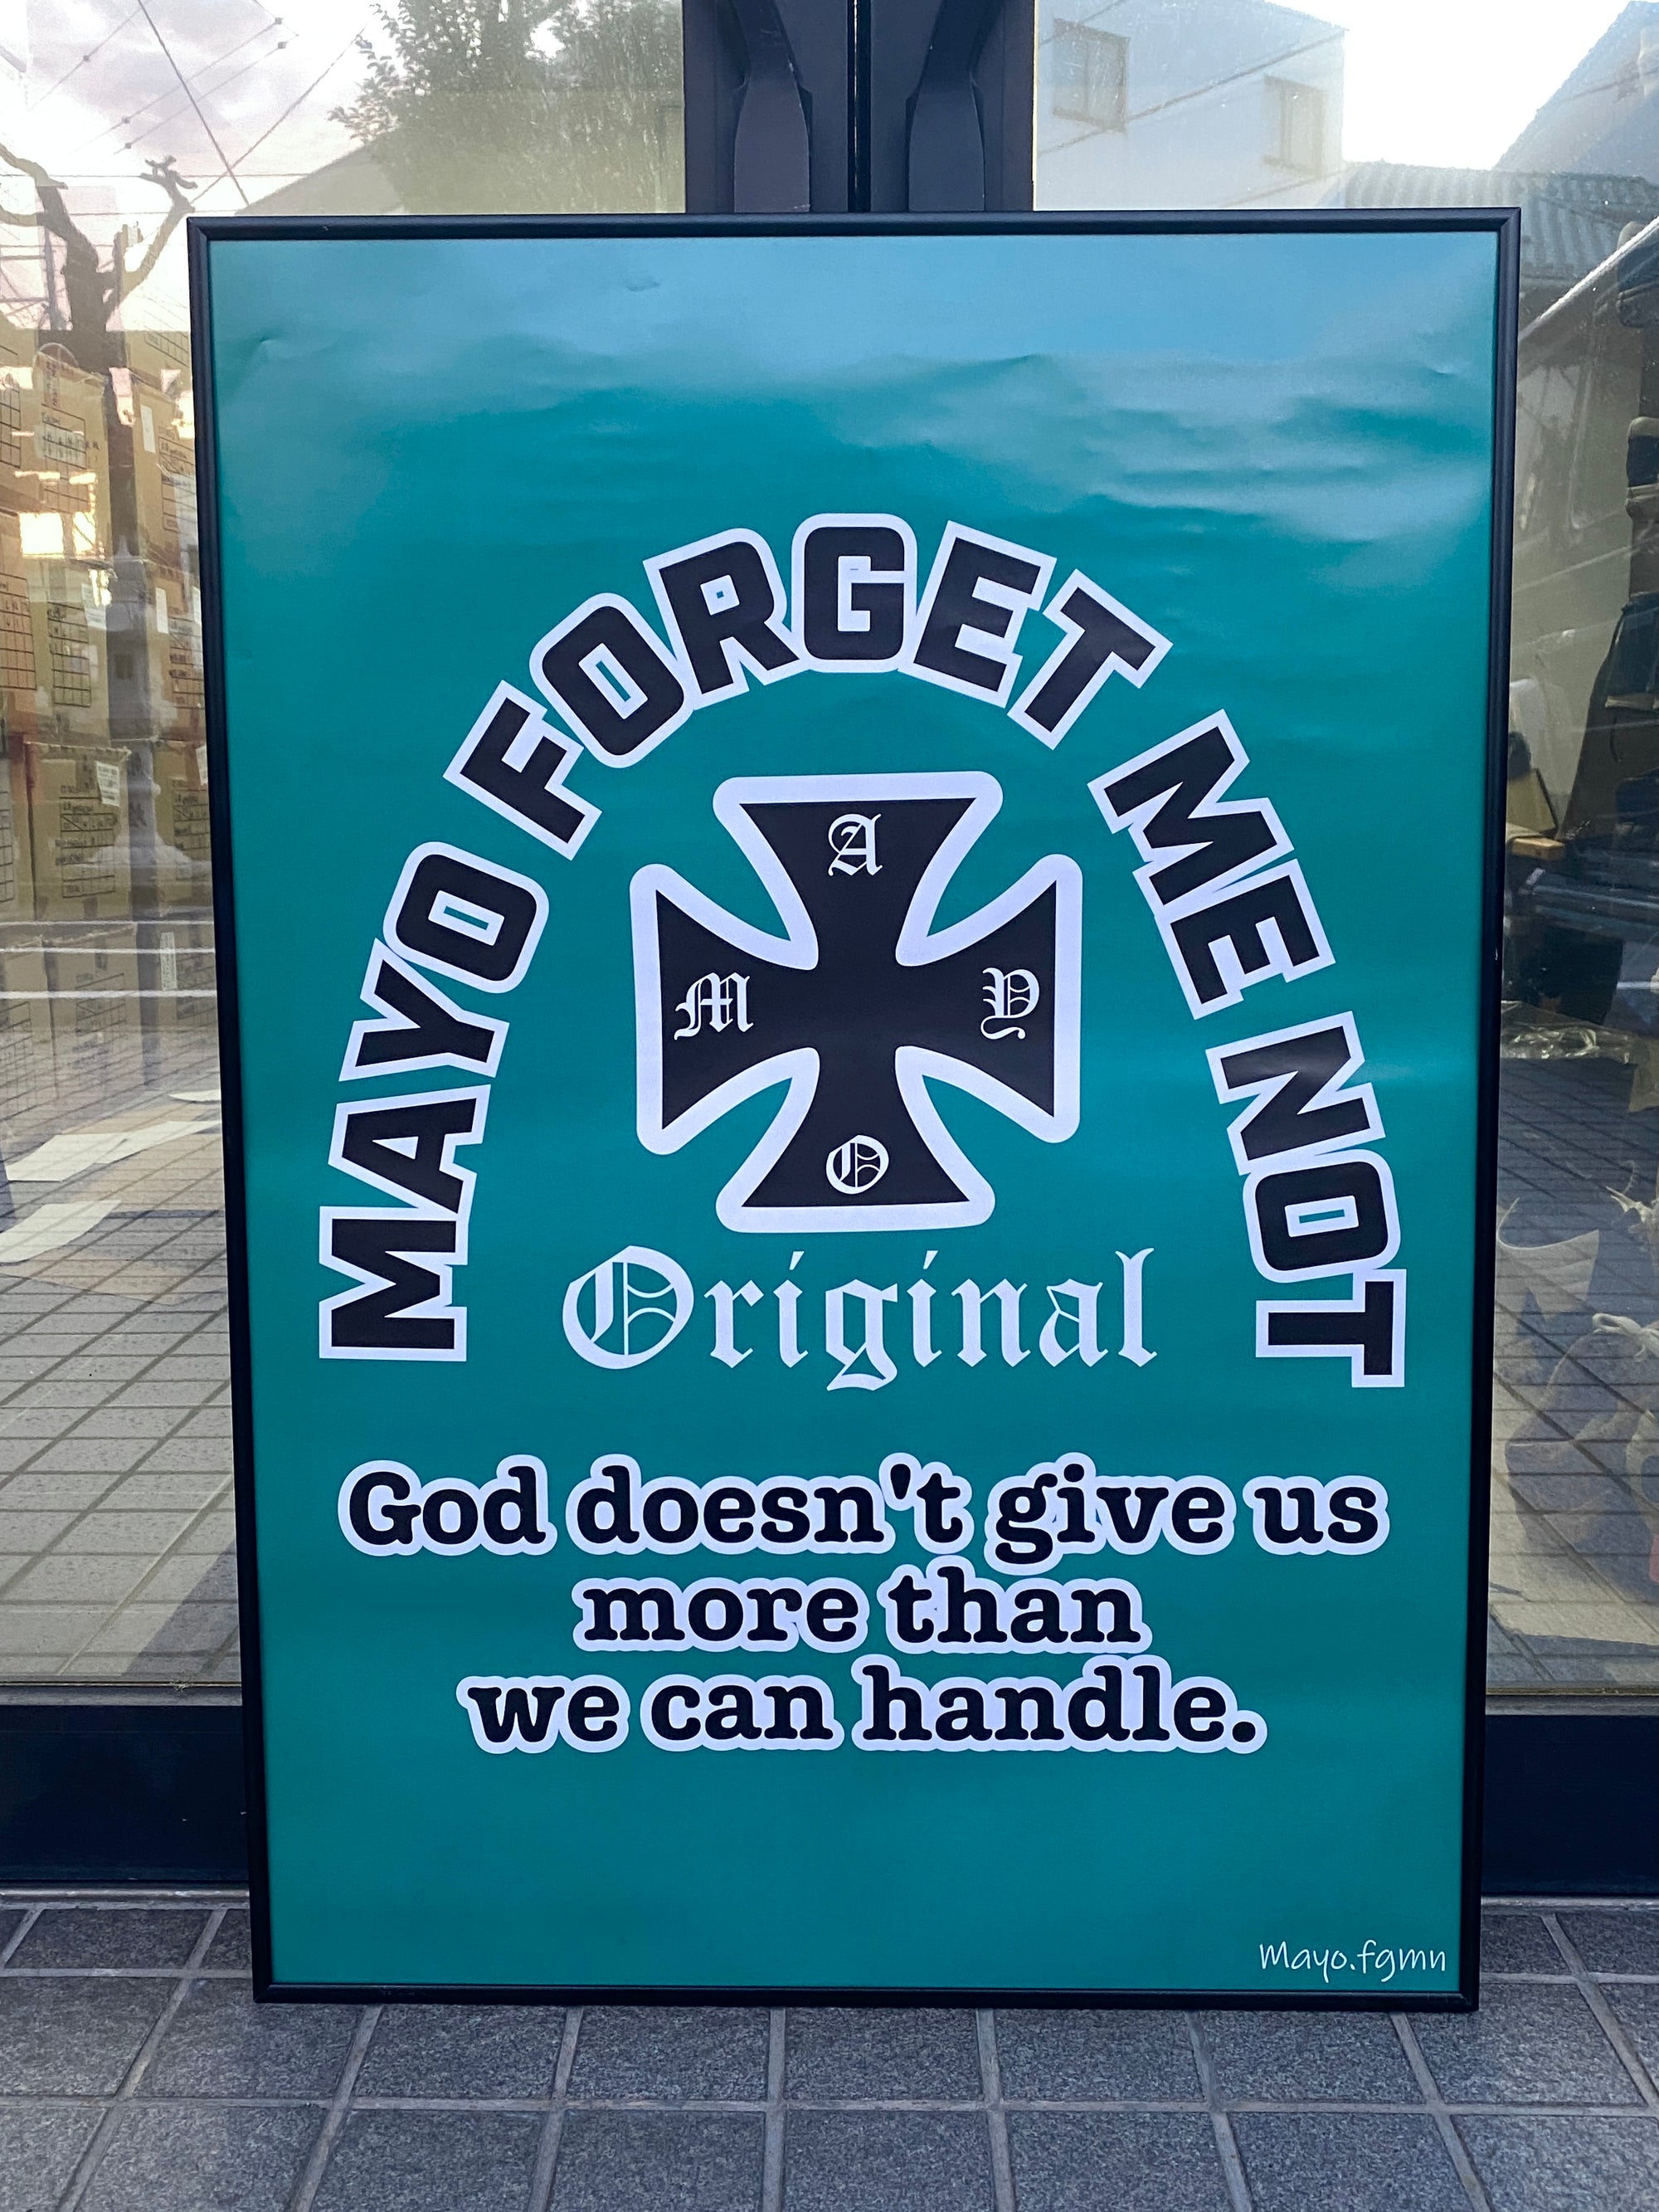 MAYO FORGET ME NOT
A
M Y
O
Original
God doesn't give us
more than
we can handle.
Mayo.fgmn